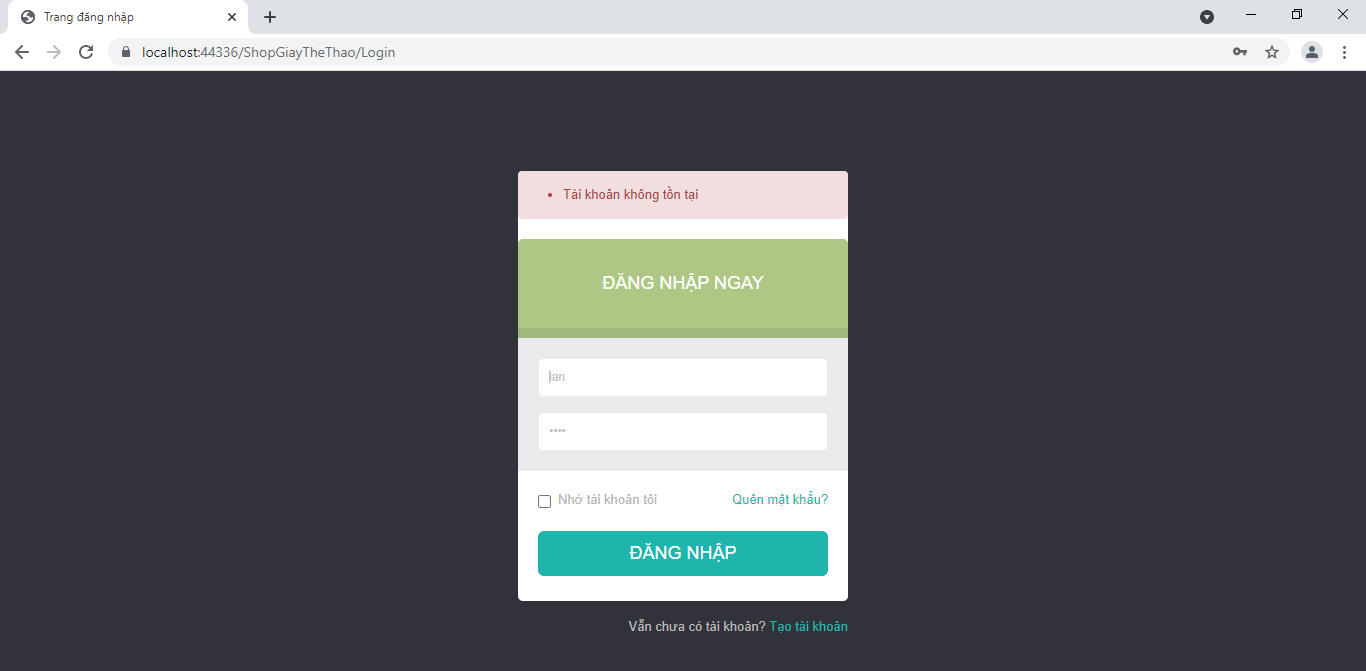 Trang đăng nhập
localhost:44336/ShopGiayTheThao/Login
Tài khoản không tồn tại
ĐĂNG NHẬP NGAY
lan
••••
Nhớ tài khoản tôi
Quên mật khẩu?
ĐĂNG NHẬP
Vẫn chưa có tài khoản? Tạo tài khoản